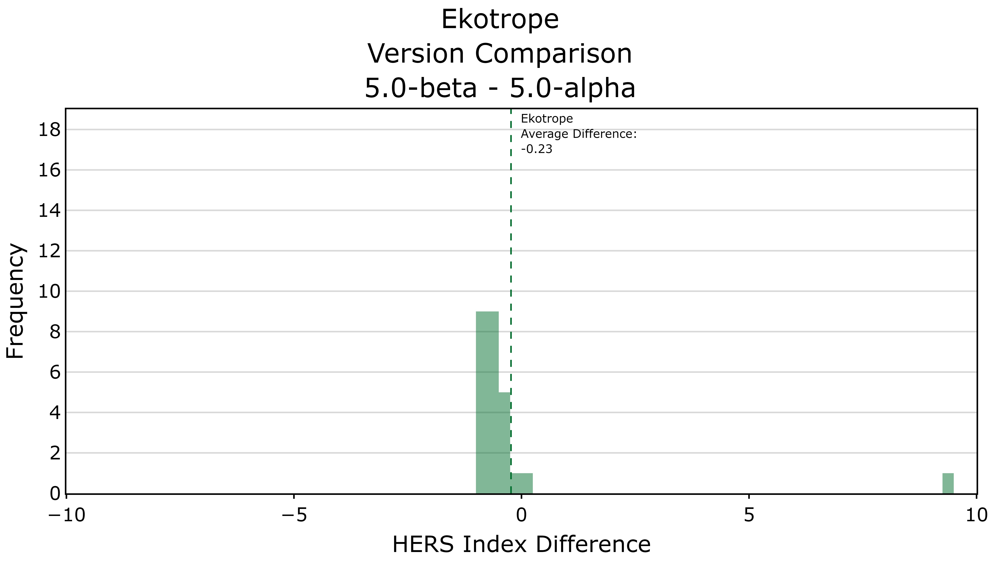 Ekotrope
Version Comparison
5.0-beta - 5.0-alpha
Ekotrope
Average Difference:
-0.23
18
16
14
12
10
8
6
4
2
0
Frequency
−10
−5
0
5
10
HERS Index Difference